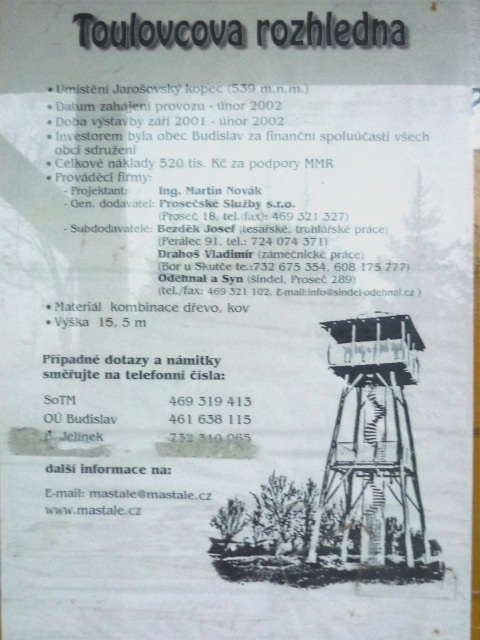 Toulovcova rozhledna
• Umístění Jarošovský kopec (539 m.n.m.)
• Datum zahájení provozu - únor 2002
• Doba výstavby září 2001 - únor 2002
• Investorem byla obec Budislav za finanční spoluúčasti všech
obcí sdružení
• Celkové náklady 520 tis. Kč za podpory MMR
• Prováděcí firmy:
- Projektant: Ing. Martin Novák
- Gen. dodavatel: Prosečské Služby s.r.o.
(Proseč 18, tel.(fax): 469 321 327)
- Subdodavatelé: Bezděk Josef (tesařské, truhlářské práce)
(Perálec 91, tel.: 724 074 371)
Drahoš Vladimír (zámečnické práce)
(Bor u Skutče te.:732 675 354, 608 175 777)
Odehnal a Syn (šindel, Proseč 289)
(tel./fax: 469 321 102, E-mail:info@sindel-odehnal.cz )
• Materiál kombinace dřevo, kov
• Výška 15, 5 m
Případné dotazy a námitky
směřujte na telefonní čísla:
SoTM 469 319 413
OÚ Budislav 461 638 115
p. Jelínek 732 310 065
další informace na:
E-mail: mastale@mastale.cz
www.mastale.cz